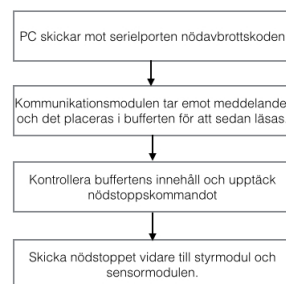 PC skickar mot serielporten nödavbrottskoden
Kommunikationsmodulen tar emot meddelande
och det placeras i bufferten för att sedan läsas
Kontrollera buffertens innehåll och upptäck
nödstoppskommandot
Skicka nödstoppet vidare till styrmodul och
sensormodulen.